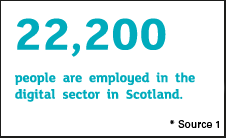 22,200
people are employed in the
digital sector in Scotland.
* Source 1